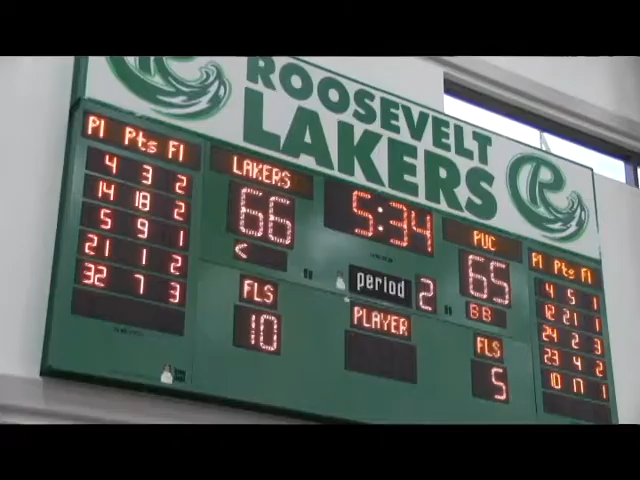 ROOSEVELT
LAKERS
Pl Pts Fl
4 3 2
14 18 2
5 9 1
21 1 2
32 7 3
LAKERS
66
<
FLS
10
5:34
period 2
PLAYER
PUC
65
BB
FLS
5
Pl Pts Fl
4 5 1
12 21 1
24 2 3
23 4 2
10 17 1